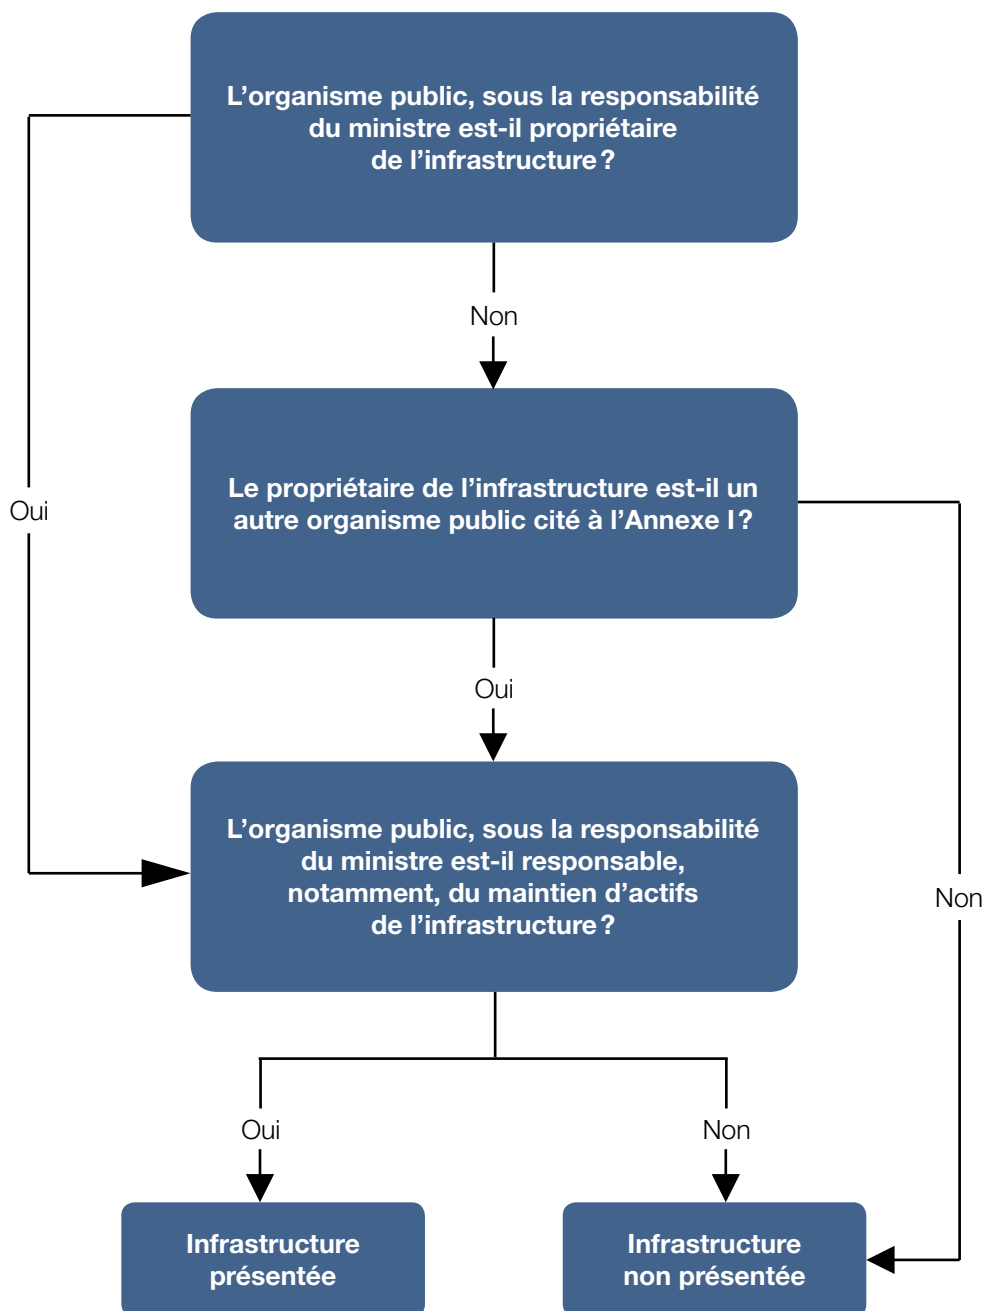 L’organisme public, sous la responsabilité
du ministre est-il propriétaire
de l’infrastructure ?
Non
Le propriétaire de l’infrastructure est-il un
autre organisme public cité à l’Annexe I ?
Oui
Oui
L’organisme public, sous la responsabilité
du ministre est-il responsable,
notamment, du maintien d’actifs
de l’infrastructure ?
Non
Oui
Non
Infrastructure
présentée
Infrastructure
non présentée